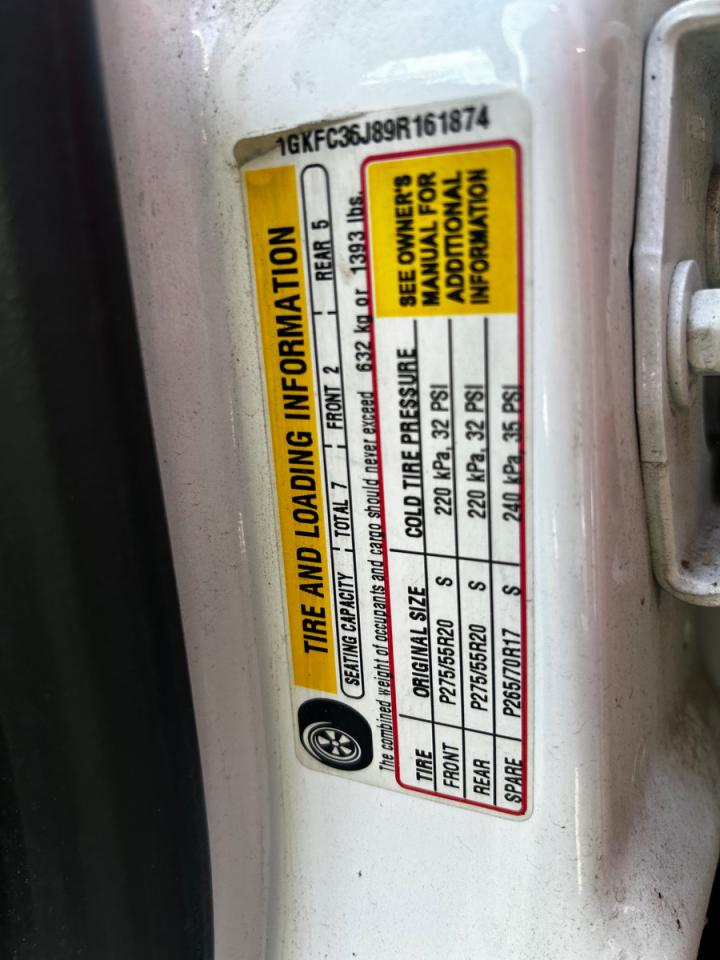 1GKFC36J89R161874
TIRE AND LOADING INFORMATION
SEATING CAPACITY TOTAL 7 FRONT 2 REAR 5
The combined weight of occupants and cargo should never exceed 632 kg or 1393 lbs.
TIRE ORIGINAL SIZE COLD TIRE PRESSURE
FRONT P275/55R20 S 220 kPa, 32 PSI
REAR P275/55R20 S 220 kPa, 32 PSI
SPARE P265/70R17 S 240 kPa, 35 PSI
SEE OWNER'S
MANUAL FOR
ADDITIONAL
INFORMATION